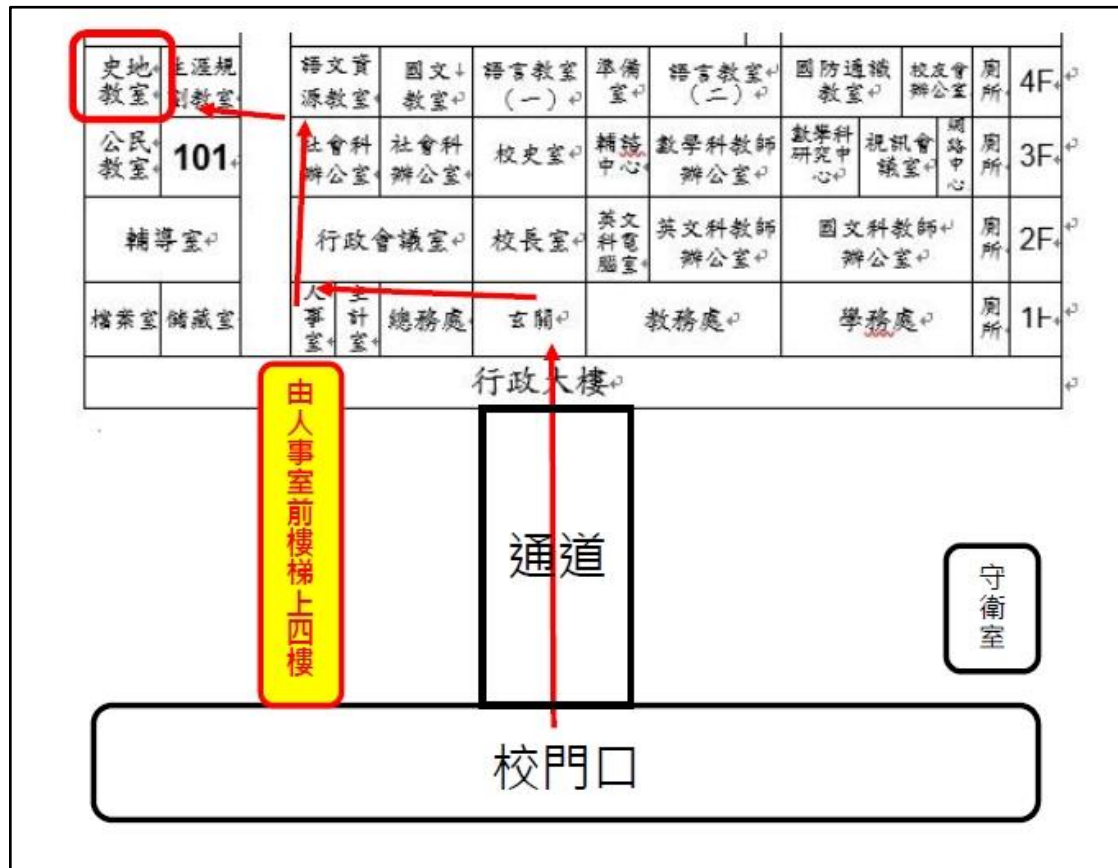 史地 生涯規 語文資 國文 語言教室 準備 語言教室 國防通識 校友會 廁
教室 劃教室 源教室 教室 （一） 室 （二） 教室 辦公室 所 4F
公民 101 社會科 社會科 校史室 輔諮 數學科教師 數學科 視訊會 網 廁
教室 辦公室 辦公室 中心 辦公室 研究中 議室 路 所 3F
心 中
心
輔導室 行政會議室 校長室 英文 英文科教師 國文科教師 廁
科電 辦公室 辦公室 所 2F
腦室
檔案室 儲藏室 人 主 總務處 玄關 教務處 學務處 廁
事 計 所 1F
室 室
行政大樓
由人事室前樓梯上四樓
通道
守衛室
校門口